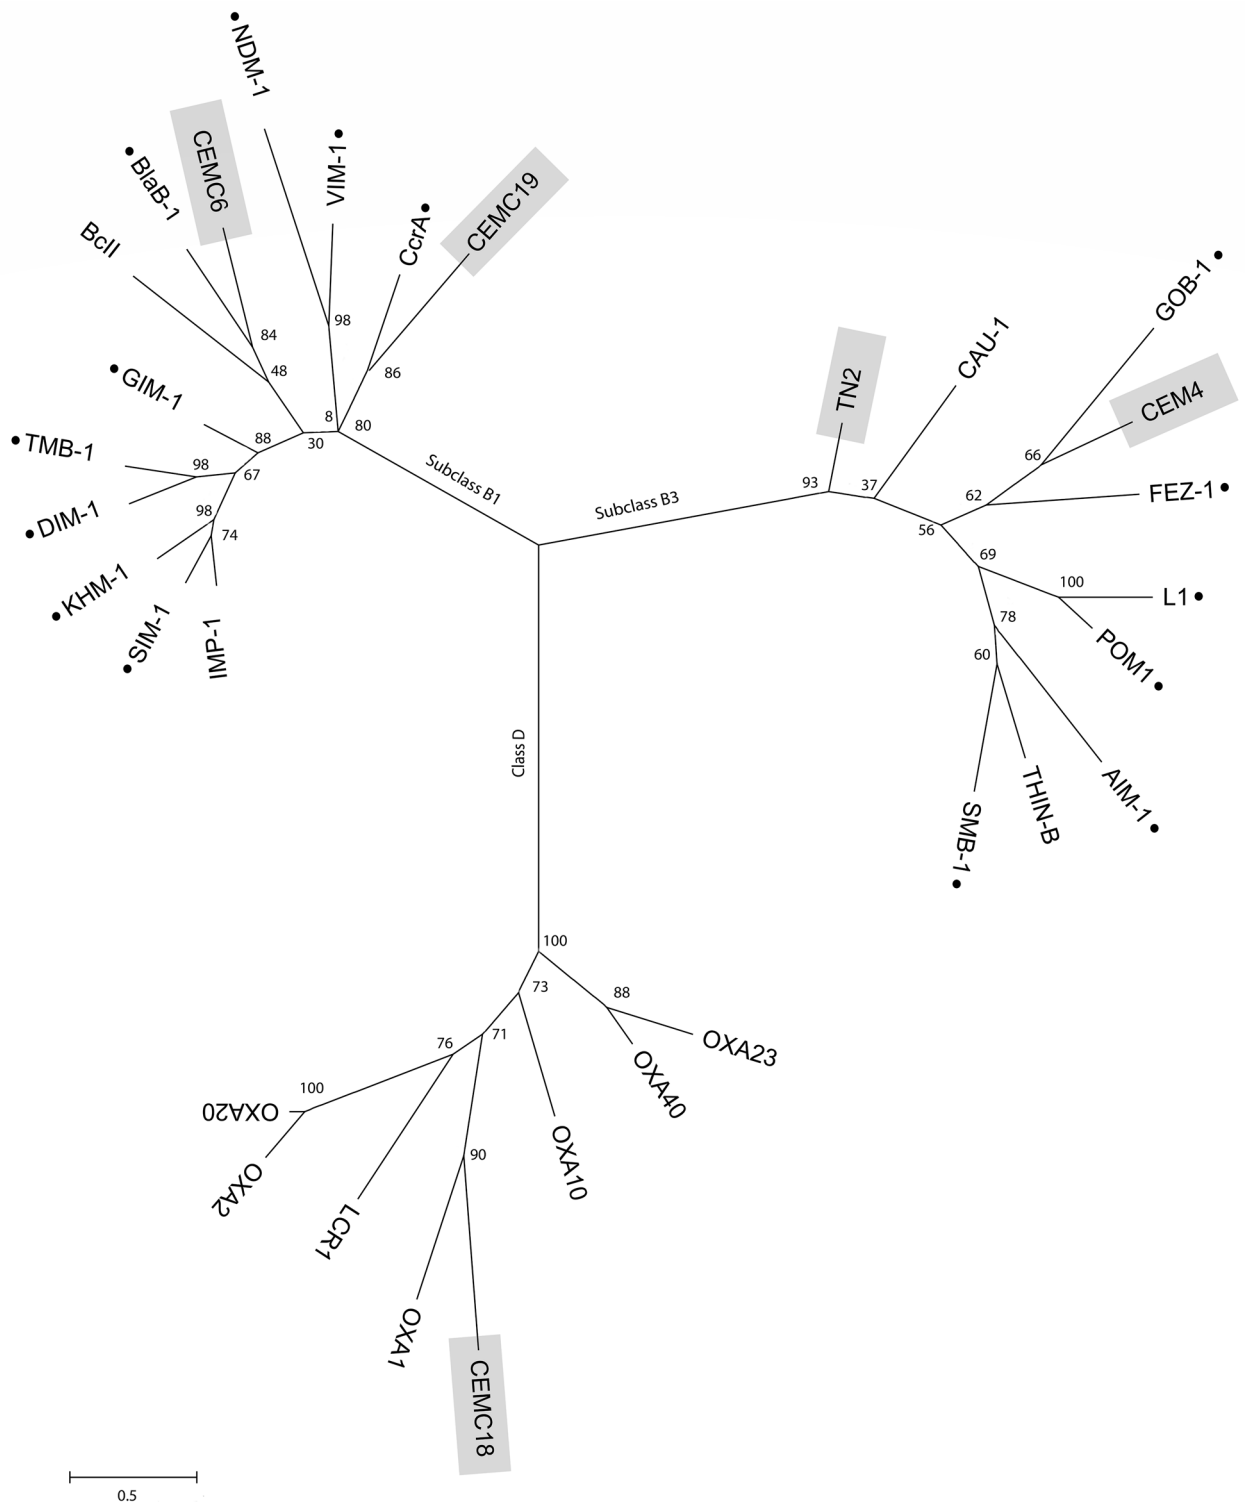 NDM-1
CEMC6
BlaB-1
VIM-1
CcrA
CEMC19
BcII
98
84
48
86
GIM-1
8
80
30
88
TMB-1
98
67
DIM-1
98
74
KHM-1
SIM-1
IMP-1
Subclass B1
Subclass B3
GOB-1
CAU-1
TN2
CEM4
66
93
37
62
FEZ-1
56
69
100
L1
78
POM1
60
AIM-1
THIN-B
SMB-1
Class D
100
73
88
OXA23
71
76
OXA40
100
OXA20
OXA2
90
OXA10
LCR1
OXA1
CEMC18
0.5